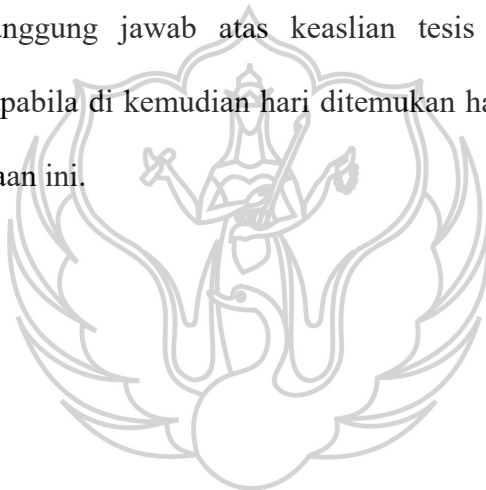 anggung jawab atas keaslian tesis
pabila di kemudian hari ditemukan ha
aan ini.